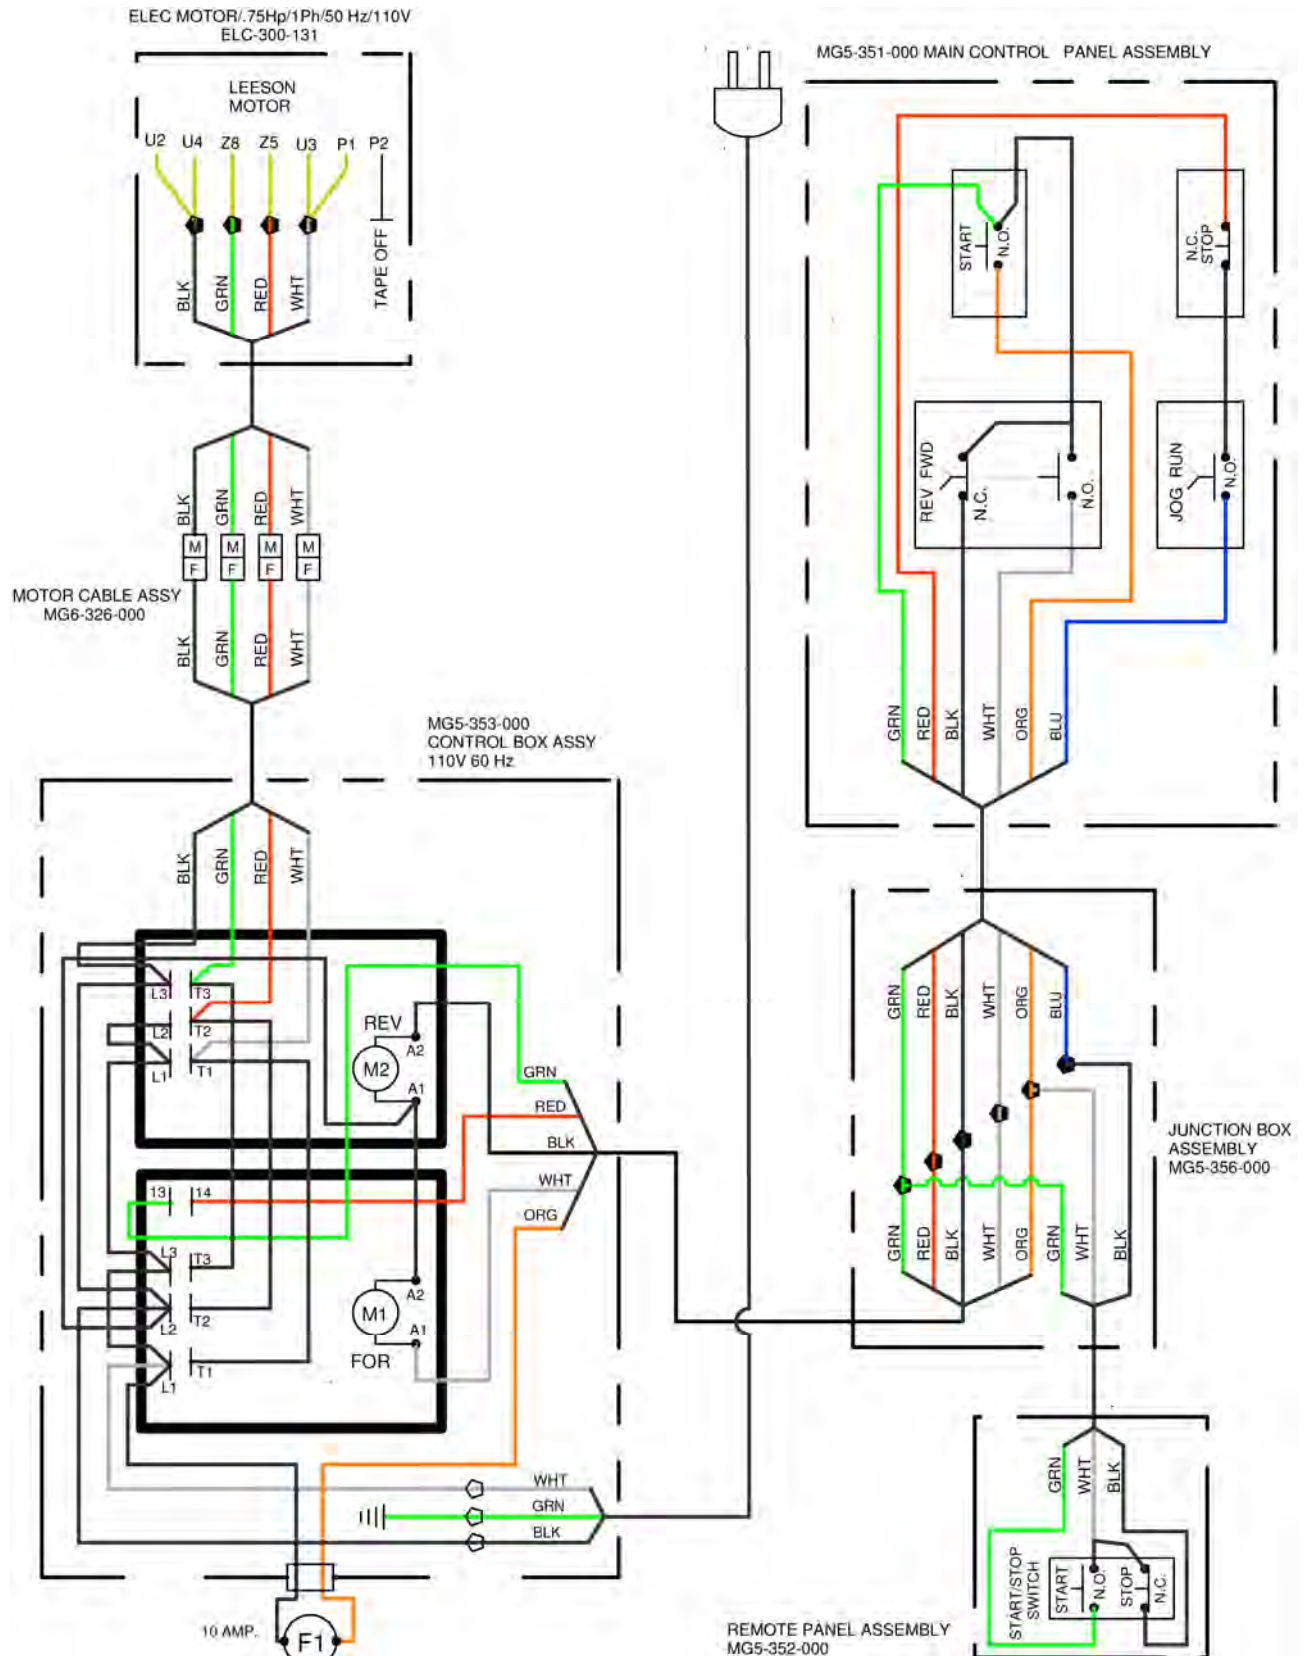 ELEC MOTOR/.75Hp/1Ph/50 Hz/110V
ELC-300-131
LEESON
MOTOR
U2 U4 Z8 Z5 U3 P1 P2
BLK GRN RED WHT TAPE OFF
BLK GRN RED WHT
M M M M
F F F F
MOTOR CABLE ASSY
MG6-326-000
BLK GRN RED WHT
MG5-353-000
CONTROL BOX ASSY
110V 60 Hz
BLK GRN RED WHT
L3 T3
L2 T2
L1 T1
REV
M2
A2
A1
GRN
RED
BLK
WHT
ORG
13 14
L3 T3
L2 T2
L1 T1
M1
A2
A1
FOR
WHT
GRN
BLK
10 AMP.
F1
MG5-351-000 MAIN CONTROL PANEL ASSEMBLY
START N.O.
N.C.
STOP
REV FWD
N.C.
N.O.
JOG RUN
N.O.
GRN RED BLK WHT ORG BLU
GRN RED BLK WHT ORG BLU
JUNCTION BOX
ASSEMBLY
MG5-356-000
GRN RED BLK WHT ORG GRN WHT BLK
GRN WHT BLK
START/STOP
SWITCH
START N.O.
STOP N.C.
REMOTE PANEL ASSEMBLY
MG5-352-000